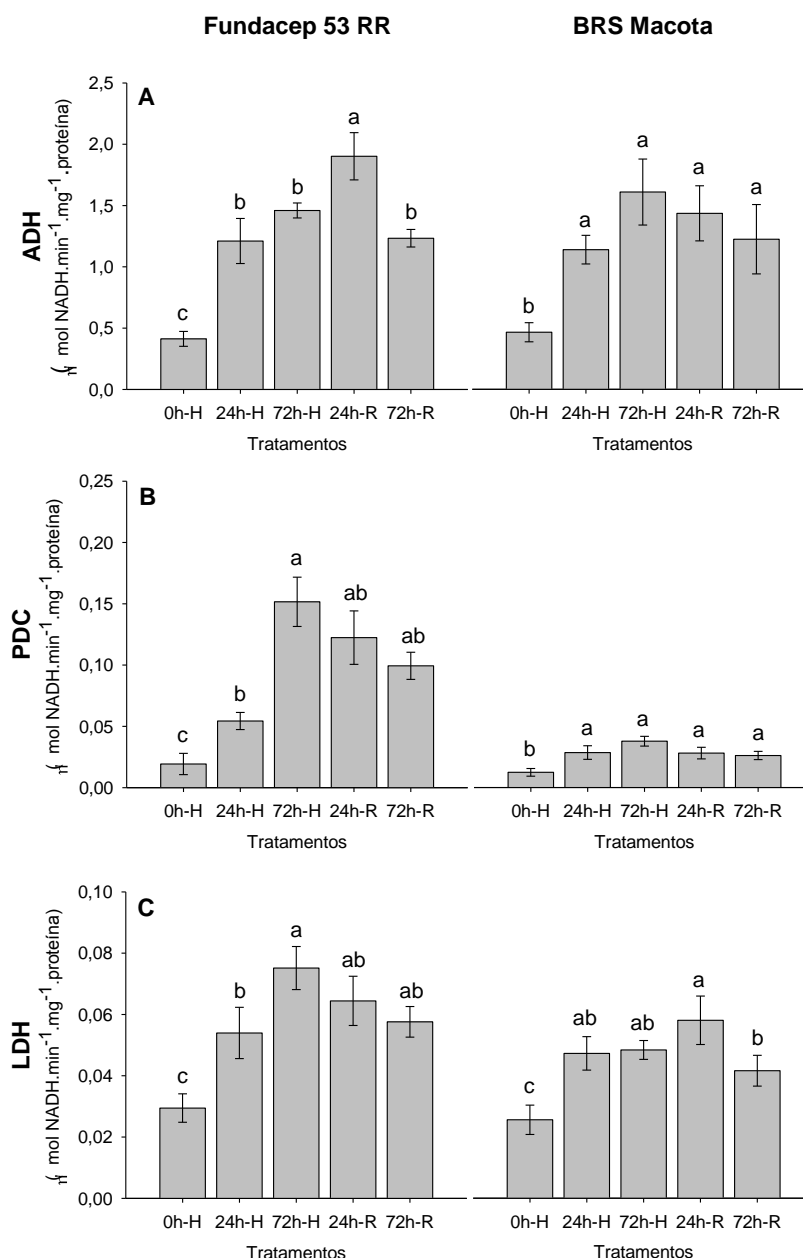 Fundacep 53 RR BRS Macota
A
ADH
mol NADH.min⁻¹.mg⁻¹.proteína)
2,5
2,0
1,5
1,0
0,5
0,0
c b b a b
b a a a a
0h-H 24h-H 72h-H 24h-R 72h-R 0h-H 24h-H 72h-H 24h-R 72h-R
Tratamentos Tratamentos
B
PDC
mol NADH.min⁻¹.mg⁻¹.proteína)
0,25
0,20
0,15
0,10
0,05
0,00
c b a ab ab
b a a a a
0h-H 24h-H 72h-H 24h-R 72h-R 0h-H 24h-H 72h-H 24h-R 72h-R
Tratamentos Tratamentos
C
LDH
mol NADH.min⁻¹.mg⁻¹.proteína)
0,10
0,08
0,06
0,04
0,02
0,00
c b a ab ab
c ab ab a b
0h-H 24h-H 72h-H 24h-R 72h-R 0h-H 24h-H 72h-H 24h-R 72h-R
Tratamentos Tratamentos